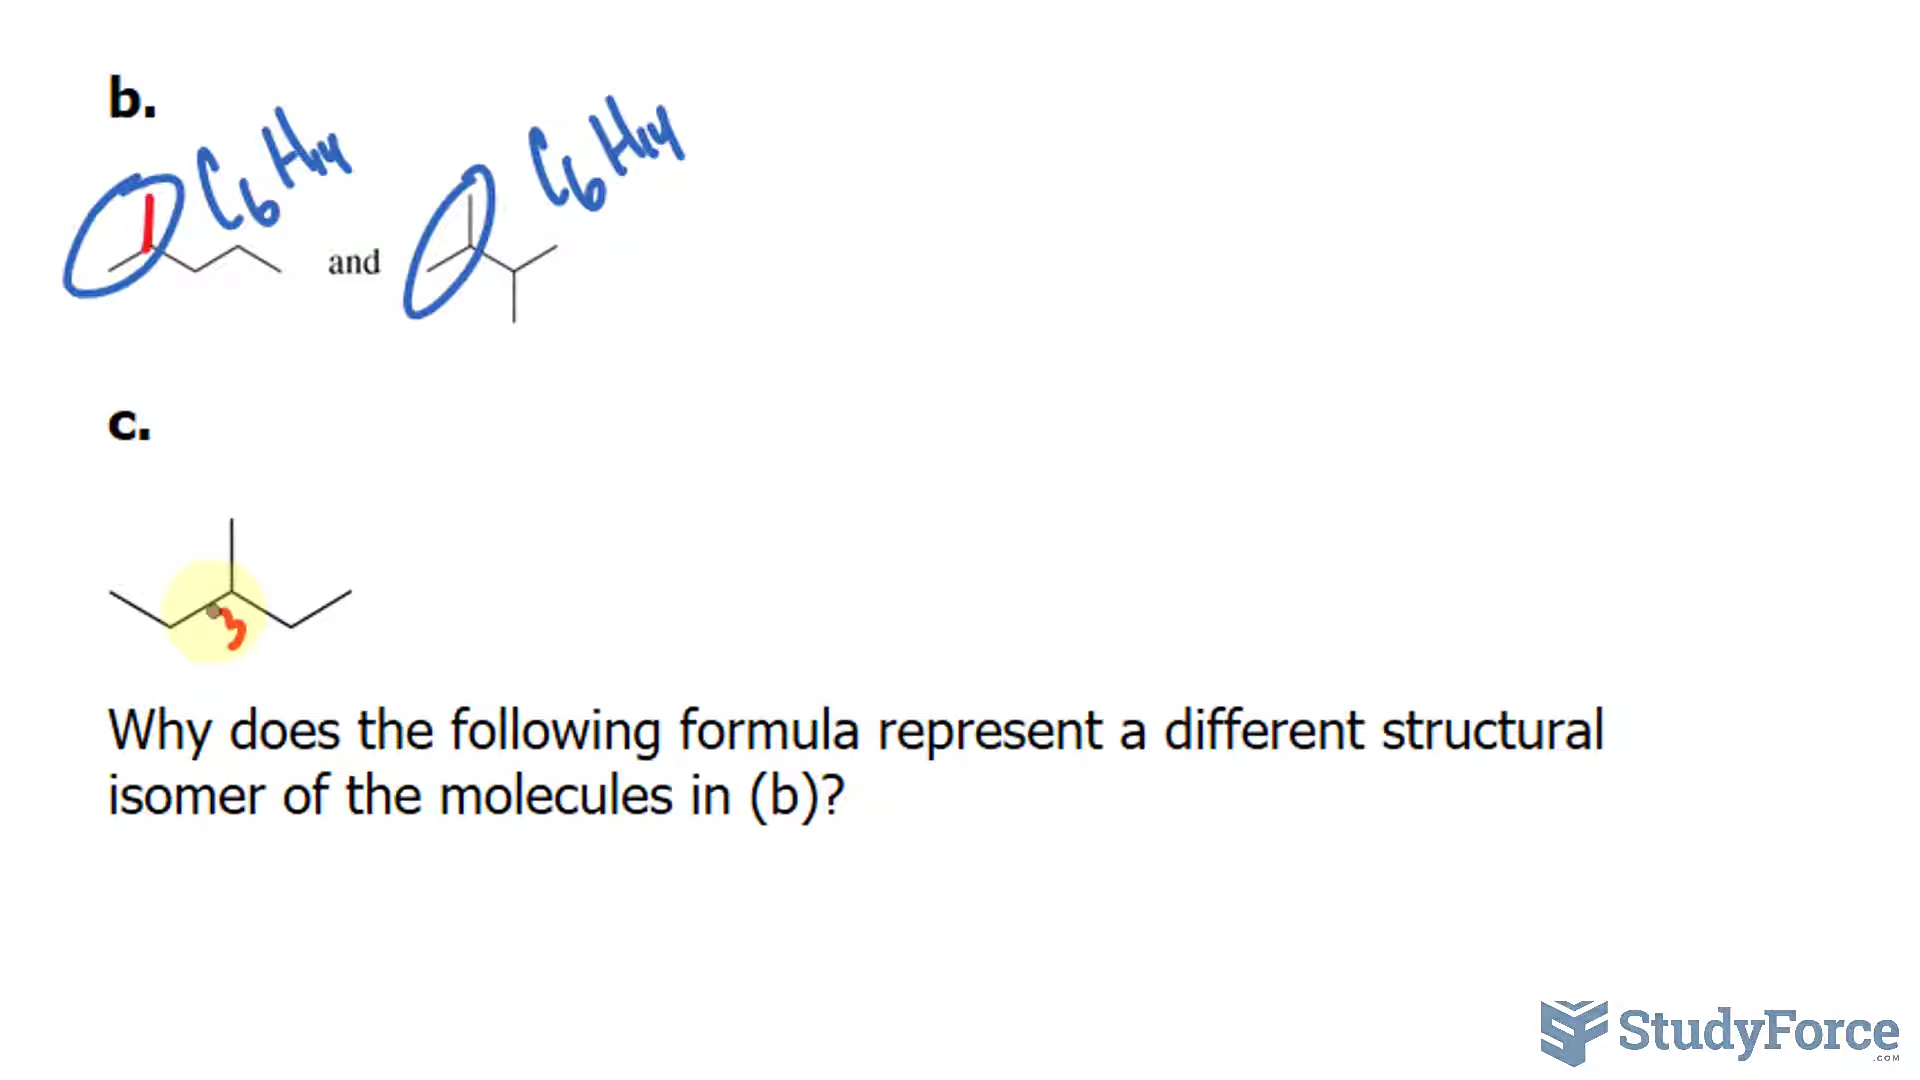 b.
C6H14 C6H14
and
c.
3
Why does the following formula represent a different structural
isomer of the molecules in (b)?
StudyForce
.COM